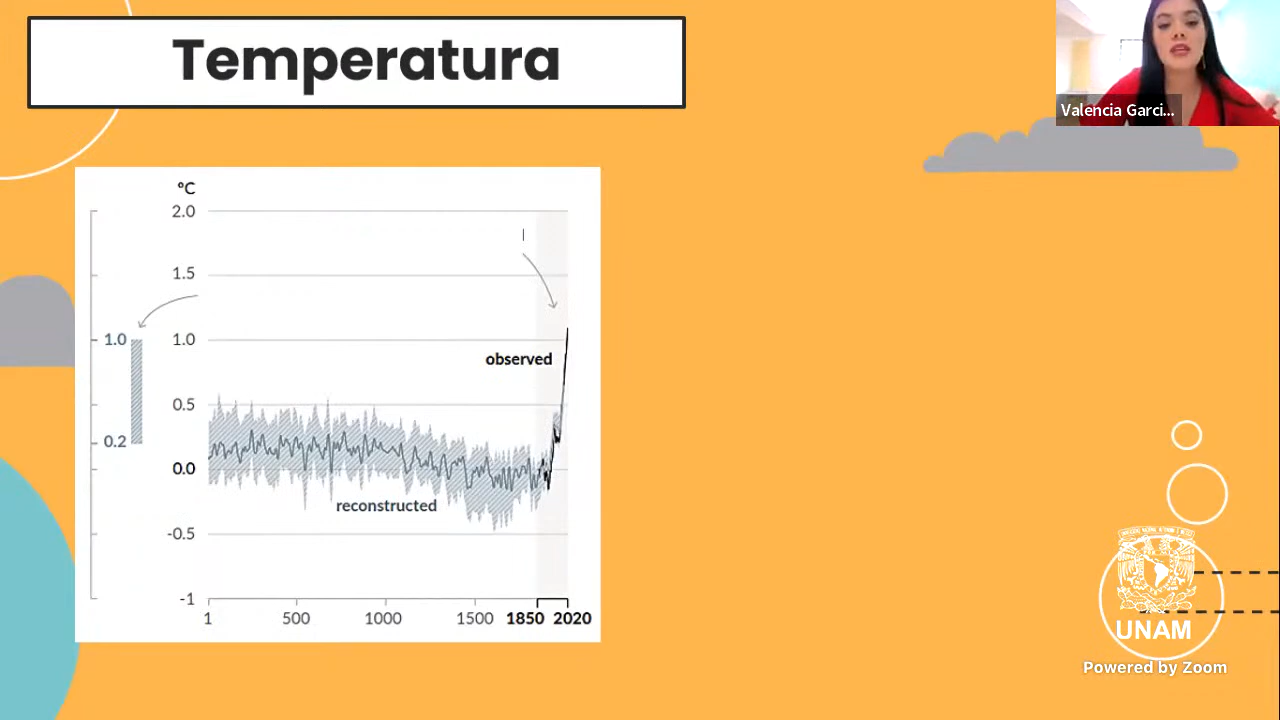 Temperatura
Valencia Garci...
°C
2.0
1.5
1.0
1.0
observed
0.5
0.2
0.0
reconstructed
-0.5
-1
1
500
1000
1500
1850
2020
UNAM
Powered by Zoom